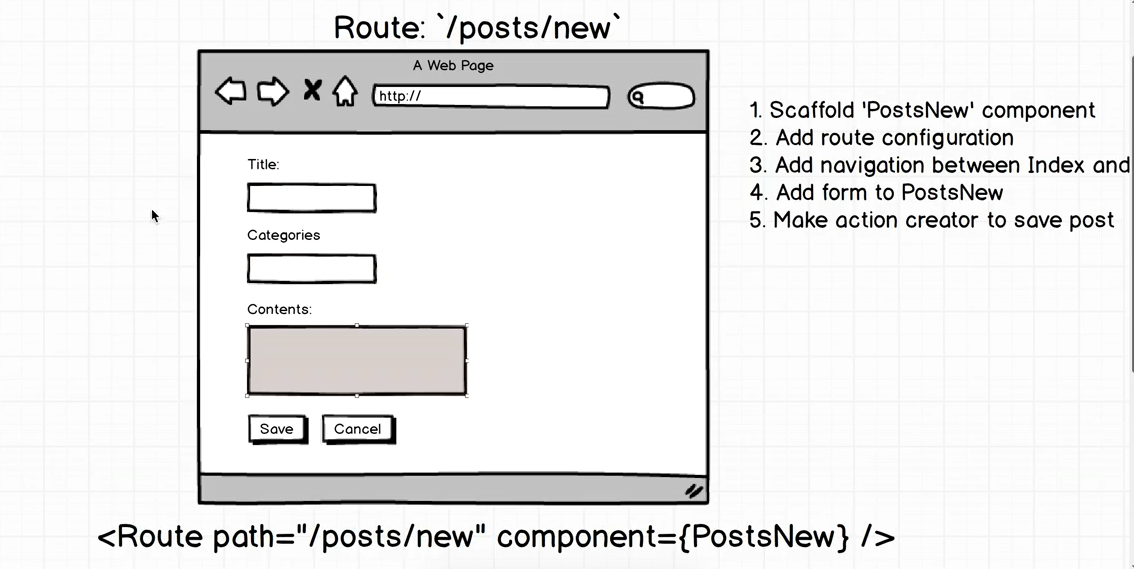 Route: `/posts/new`
A Web Page
http://
Title:
Categories
Contents:
Save
Cancel
1. Scaffold 'PostsNew' component
2. Add route configuration
3. Add navigation between Index and
4. Add form to PostsNew
5. Make action creator to save post
<Route path="/posts/new" component={PostsNew} />